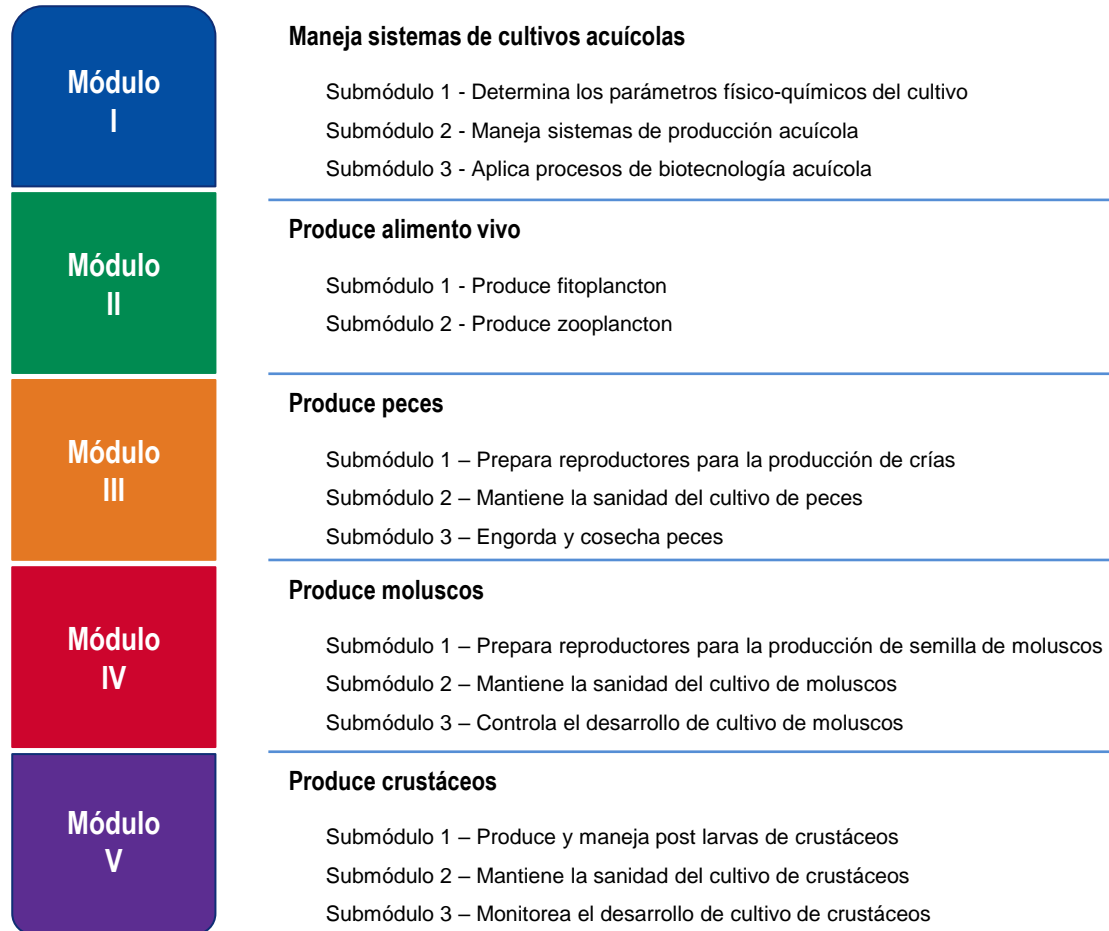 Módulo
I
Maneja sistemas de cultivos acuícolas
Submódulo 1 - Determina los parámetros físico-químicos del cultivo
Submódulo 2 - Maneja sistemas de producción acuícola
Submódulo 3 - Aplica procesos de biotecnología acuícola
Módulo
II
Produce alimento vivo
Submódulo 1 - Produce fitoplancton
Submódulo 2 - Produce zooplancton
Módulo
III
Produce peces
Submódulo 1 – Prepara reproductores para la producción de crías
Submódulo 2 – Mantiene la sanidad del cultivo de peces
Submódulo 3 – Engorda y cosecha peces
Módulo
IV
Produce moluscos
Submódulo 1 – Prepara reproductores para la producción de semilla de moluscos
Submódulo 2 – Mantiene la sanidad del cultivo de moluscos
Submódulo 3 – Controla el desarrollo de cultivo de moluscos
Módulo
V
Produce crustáceos
Submódulo 1 – Produce y maneja post larvas de crustáceos
Submódulo 2 – Mantiene la sanidad del cultivo de crustáceos
Submódulo 3 – Monitorea el desarrollo de cultivo de crustáceos